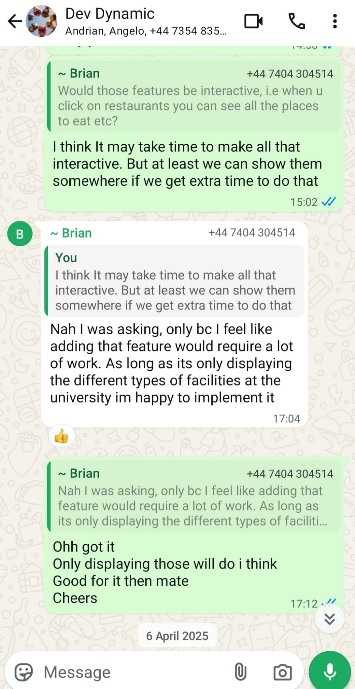 Dev Dynamic
Andrian, Angelo, +44 7354 835...
~ Brian +44 7404 304514
Would those features be interactive, i.e when u
click on restaurants you can see all the places
to eat etc?
I think It may take time to make all that
interactive. But at least we can show them
somewhere if we get extra time to do that
15:02
B
~ Brian +44 7404 304514
You
I think It may take time to make all that
interactive. But at least we can show them
somewhere if we get extra time to do that
Nah I was asking, only bc I feel like
adding that feature would require a lot
of work. As long as its only displaying
the different types of facilities at the
university im happy to implement it
17:04
~ Brian +44 7404 304514
Nah I was asking, only bc I feel like adding that
feature would require a lot of work. As long as
its only displaying the different types of faciliti...
Ohh got it
Only displaying those will do i think
Good for it then mate
Cheers
17:12
6 April 2025
Message